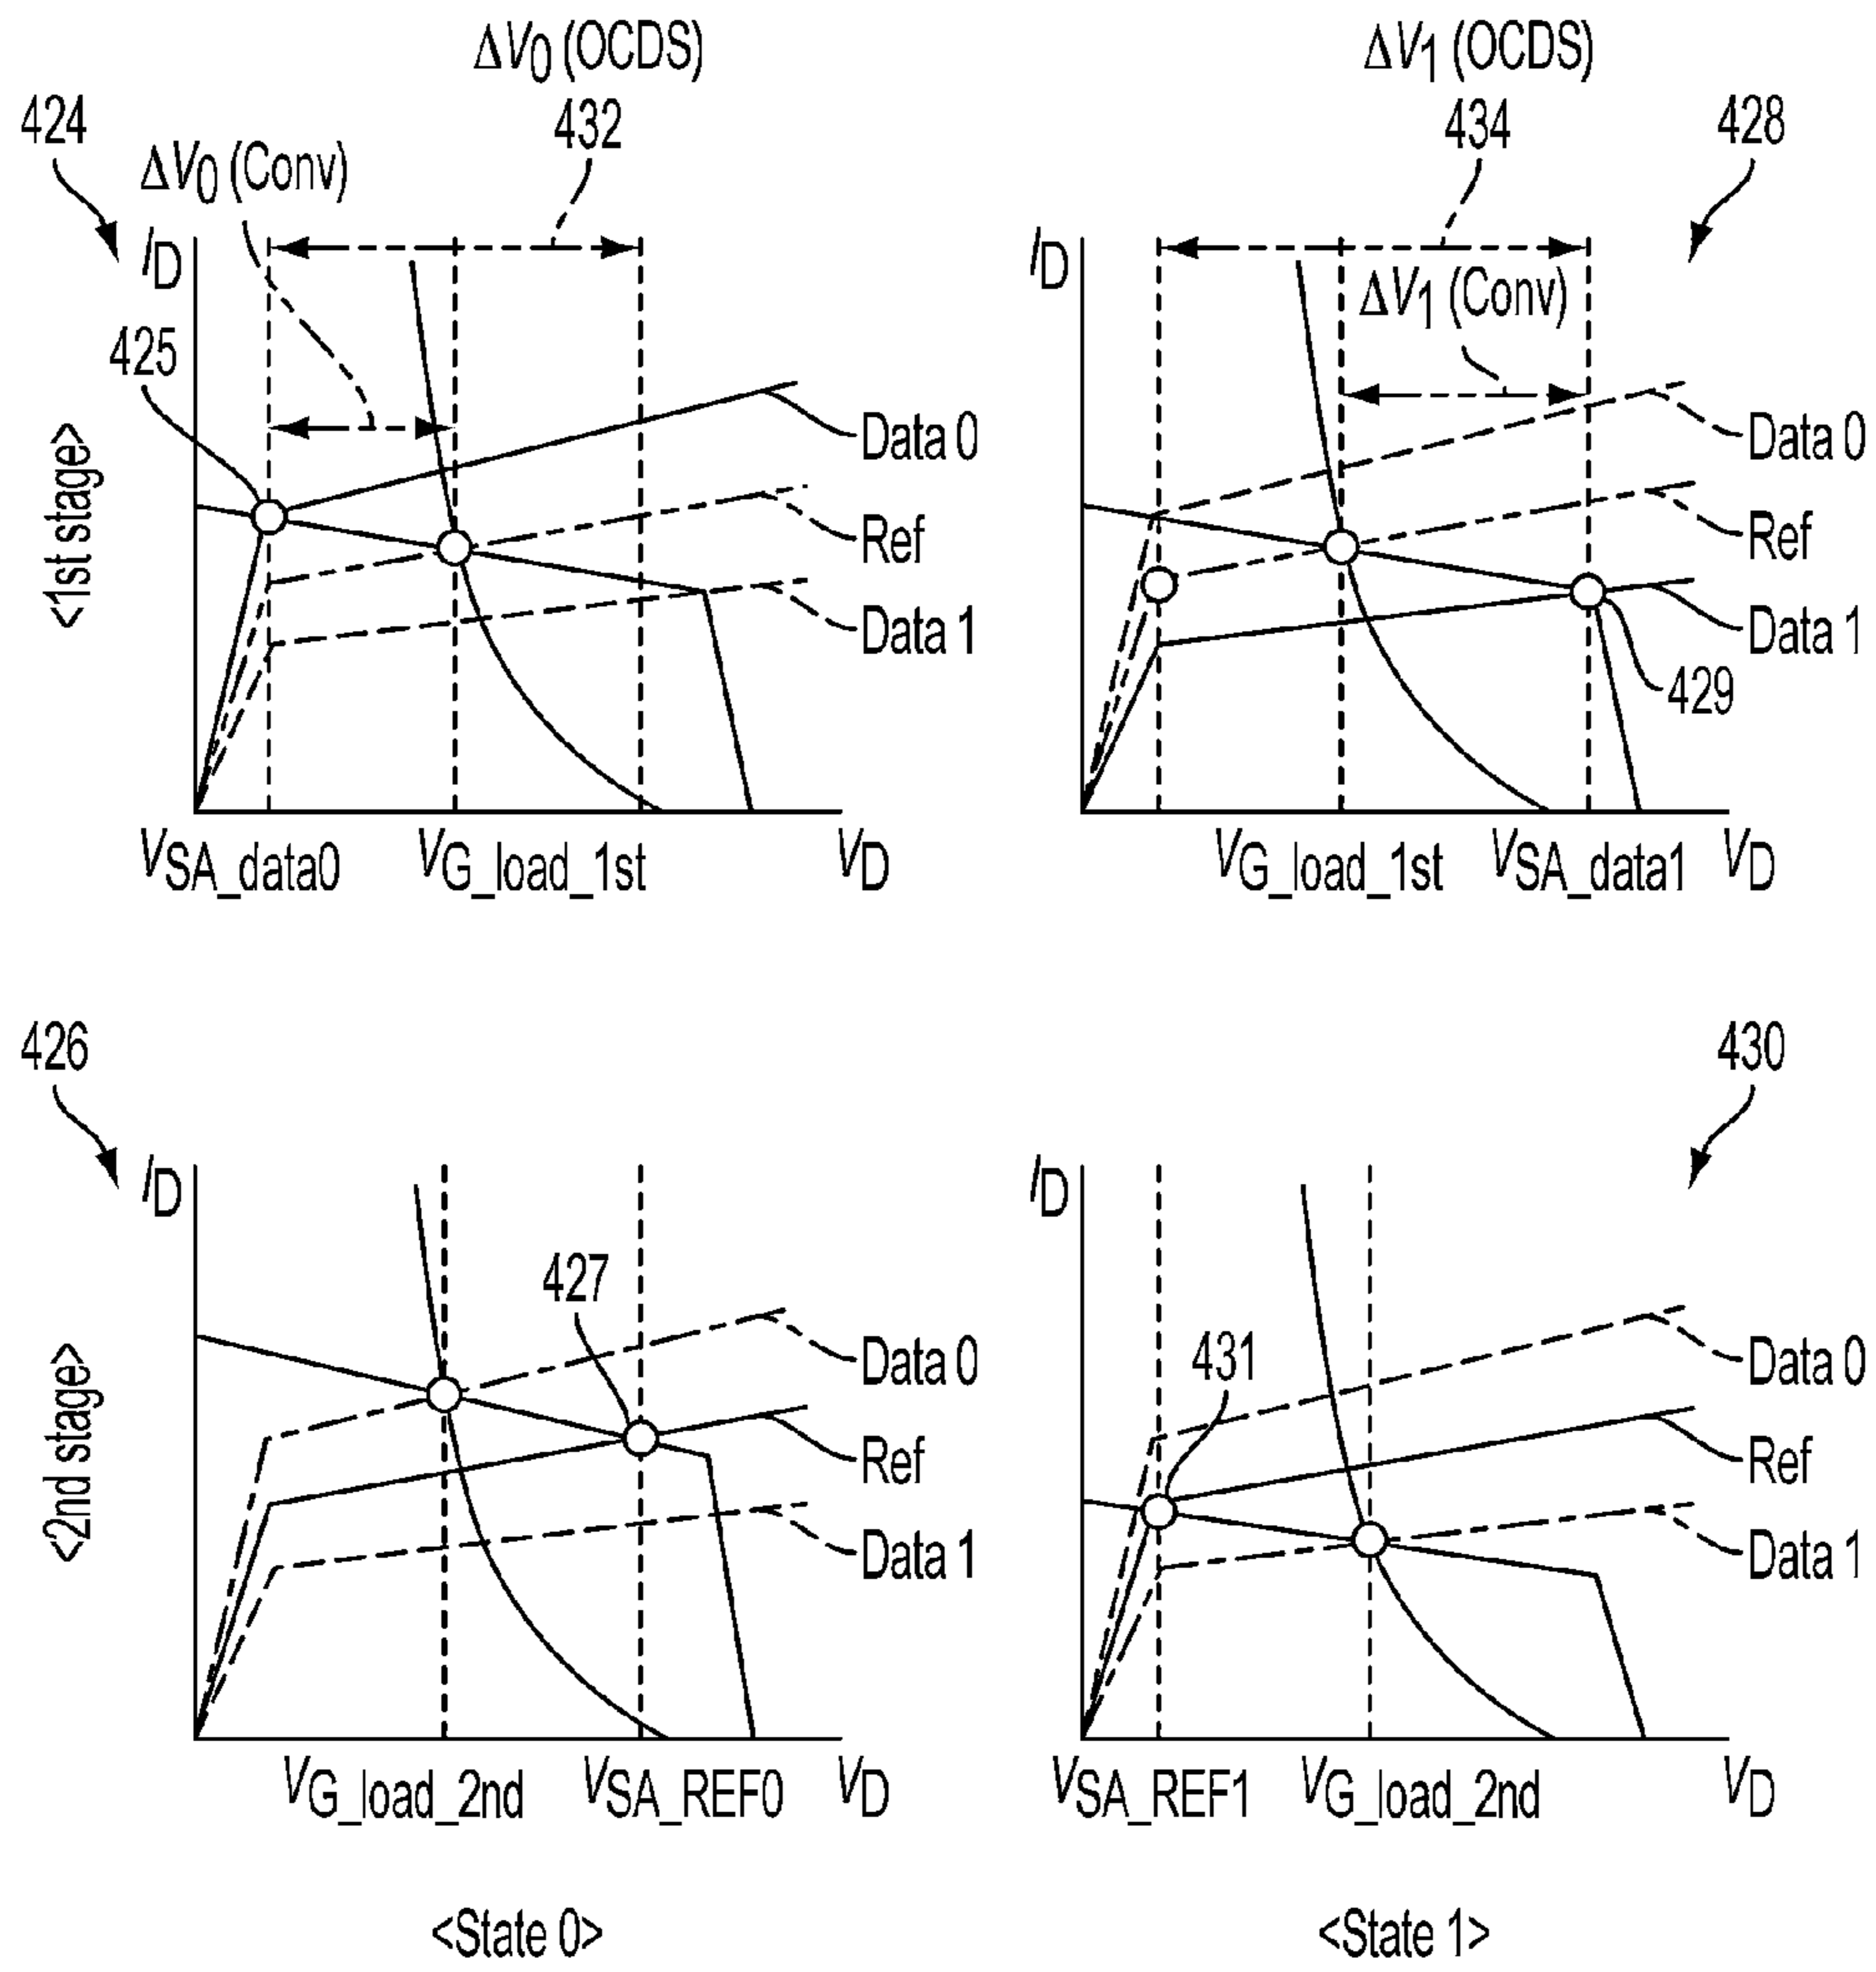 ΔV0 (OCDS)
432
424
ΔV0 (Conv)
ID
425
Data 0
Ref
Data 1
<1st stage>
VSA_data0
VG_load_1st
VD
ΔV1 (OCDS)
434
428
ID
ΔV1 (Conv)
Data 0
Ref
Data 1
429
VG_load_1st
VSA_data1
VD
426
ID
427
Data 0
Ref
Data 1
<2nd stage>
VG_load_2nd
VSA_REF0
VD
<State 0>
430
ID
431
Data 0
Ref
Data 1
VSA_REF1
VG_load_2nd
VD
<State 1>